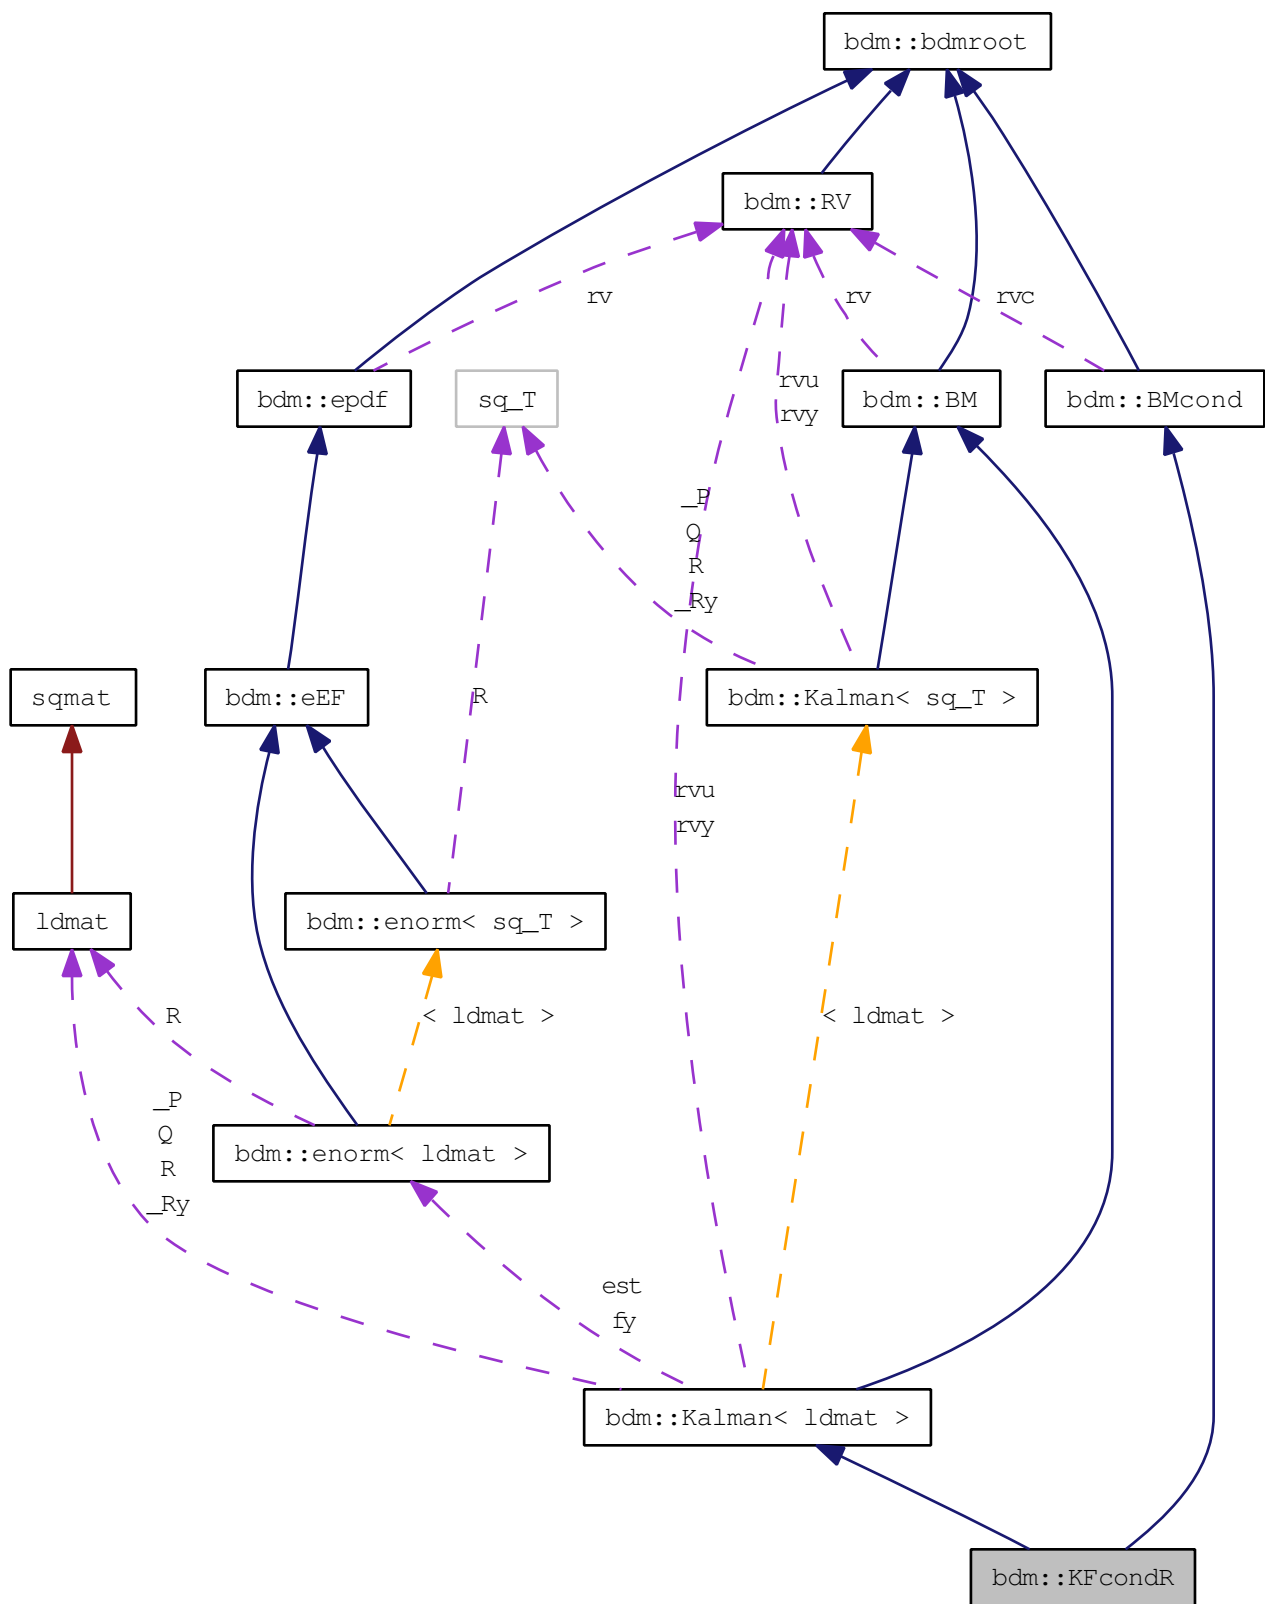 bdm::bdmroot
bdm::RV
rv
rv
rvc
bdm::epdf
sq_T
rvu
rvy
bdm::BM
bdm::BMcond
_P
Q
R
_Ry
sqmat
bdm::eEF
R
bdm::Kalman< sq_T >
rvu
rvy
ldmat
bdm::enorm< sq_T >
R
< ldmat >
< ldmat >
_P
Q
R
_Ry
bdm::enorm< ldmat >
est
fy
bdm::Kalman< ldmat >
bdm::KFcondR